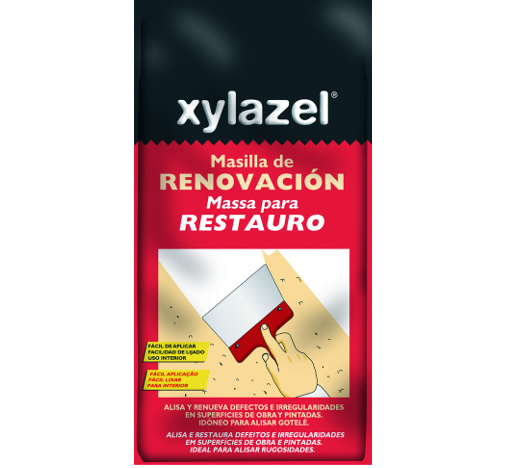 xylazel®
Masilla de
RENOVACIÓN
Massa para
RESTAURO
FÁCIL DE APLICAR
FACILIDAD DE LIJADO
USO INTERIOR
FÁCIL APLICAÇÃO
FÁCIL LIXAR
PARA INTERIOR
ALISA Y RENUEVA DEFECTOS E IRREGULARIDADES
EN SUPERFICIES DE OBRA Y PINTADAS.
IDÓNEO PARA ALISAR GOTELÉ.
ALISA E RESTAURA DEFEITOS E IRREGULARIDADES
EM SUPERFÍCIES DE OBRA E PINTADAS.
IDEAL PARA ALISAR RUGOSIDADES.